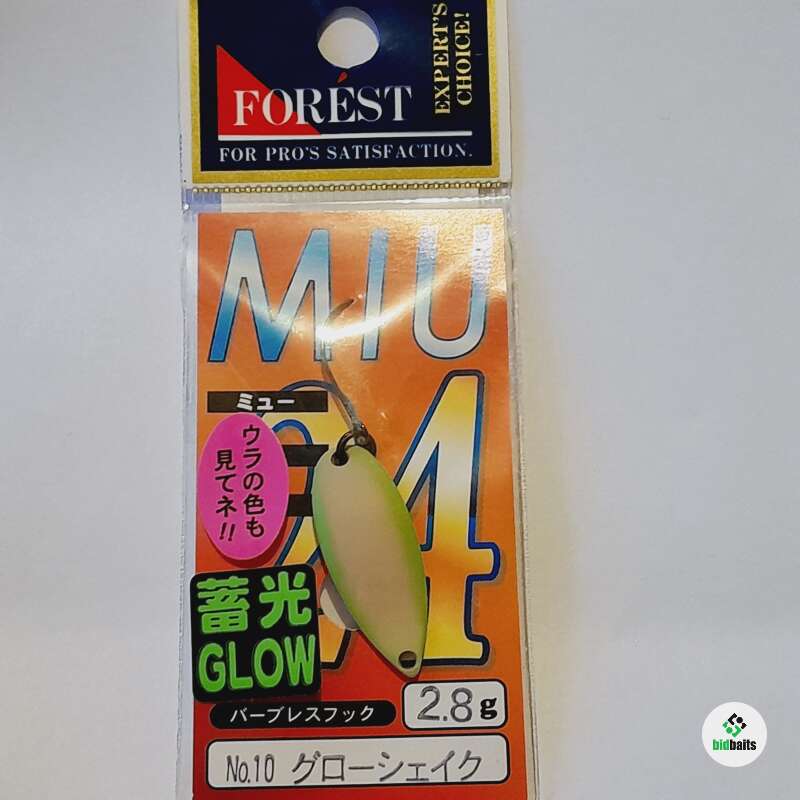 FORÉST
EXPERT'S
CHOICE!
FOR PRO'S SATISFACTION.
MIU
ミュー
ウラの色も
見てネ!!
蓄光
GLOW
バーブレスフック
2.8g
No.10 グローシェイク
bidbaits